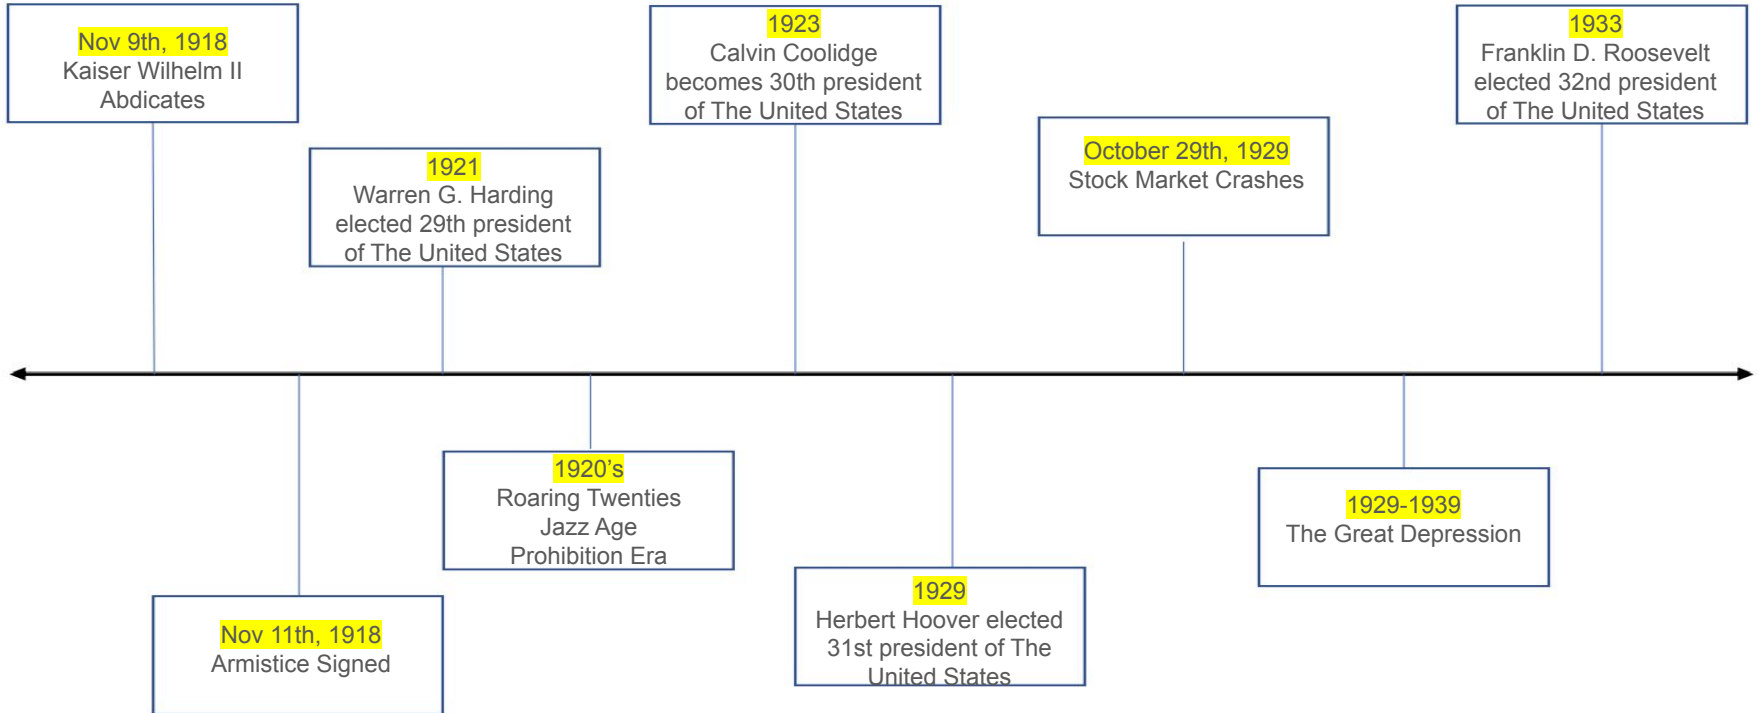 Nov 9th, 1918
Kaiser Wilhelm II
Abdicates
Nov 11th, 1918
Armistice Signed
1921
Warren G. Harding
elected 29th president
of The United States
1920’s
Roaring Twenties
Jazz Age
Prohibition Era
1923
Calvin Coolidge
becomes 30th president
of The United States
1929
Herbert Hoover elected
31st president of The
United States
October 29th, 1929
Stock Market Crashes
1929-1939
The Great Depression
1933
Franklin D. Roosevelt
elected 32nd president
of The United States